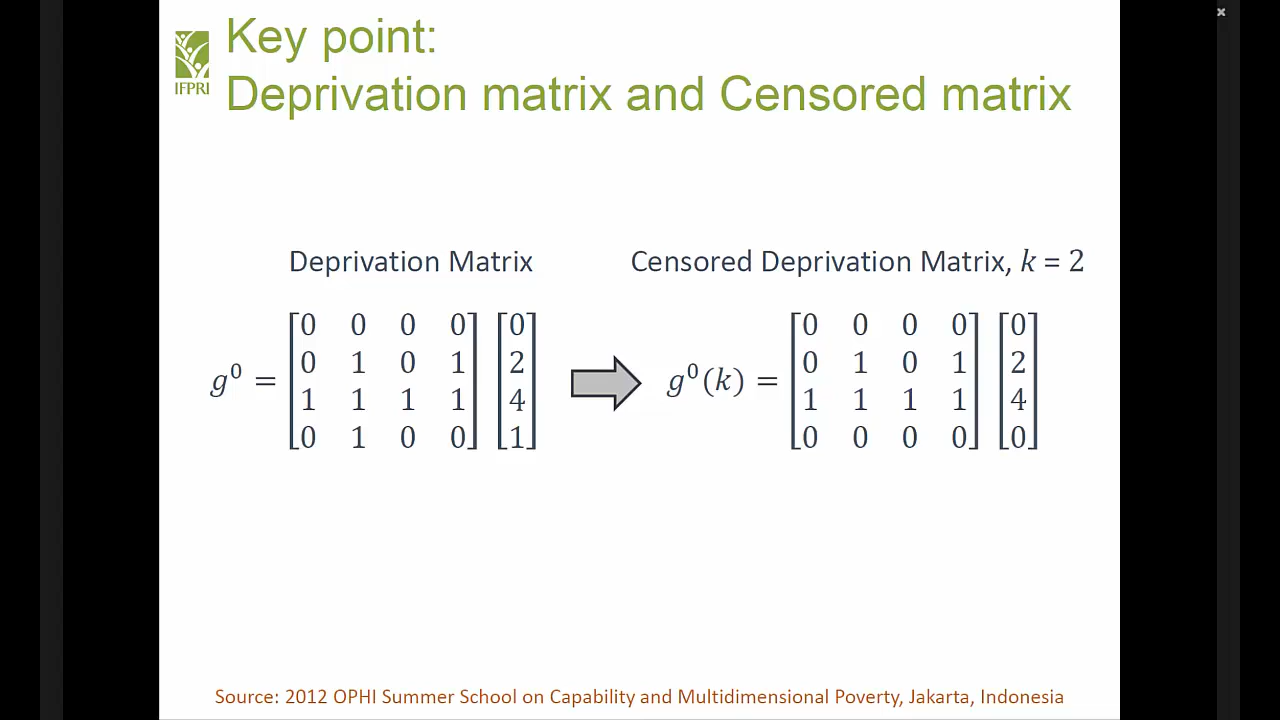 Key point:
IFPRI
Deprivation matrix and Censored matrix
Deprivation Matrix
g⁰ =
0 0 0 0 0
0 1 0 1 2
1 1 1 1 4
0 1 0 0 1
Censored Deprivation Matrix, k = 2
g⁰(k) =
0 0 0 0 0
0 1 0 1 2
1 1 1 1 4
0 0 0 0 0
Source: 2012 OPHI Summer School on Capability and Multidimensional Poverty, Jakarta, Indonesia